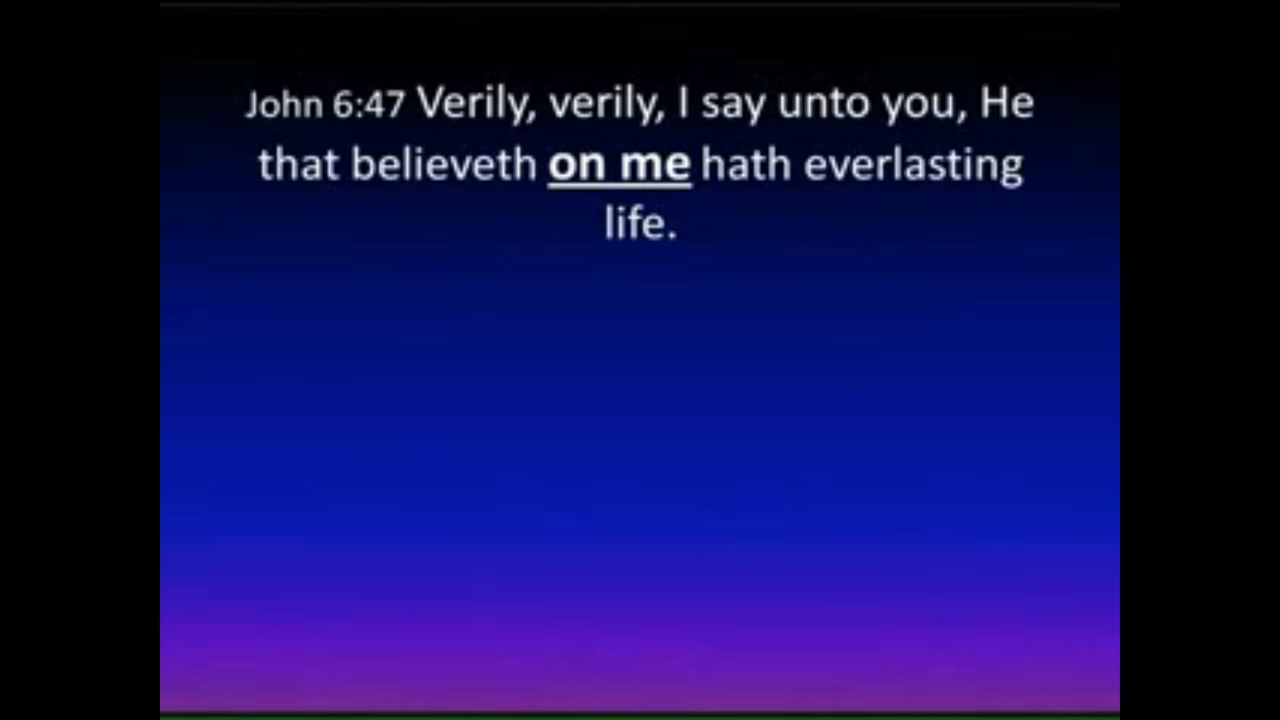 John 6:47 Verily, verily, I say unto you, He
that believeth on me hath everlasting
life.